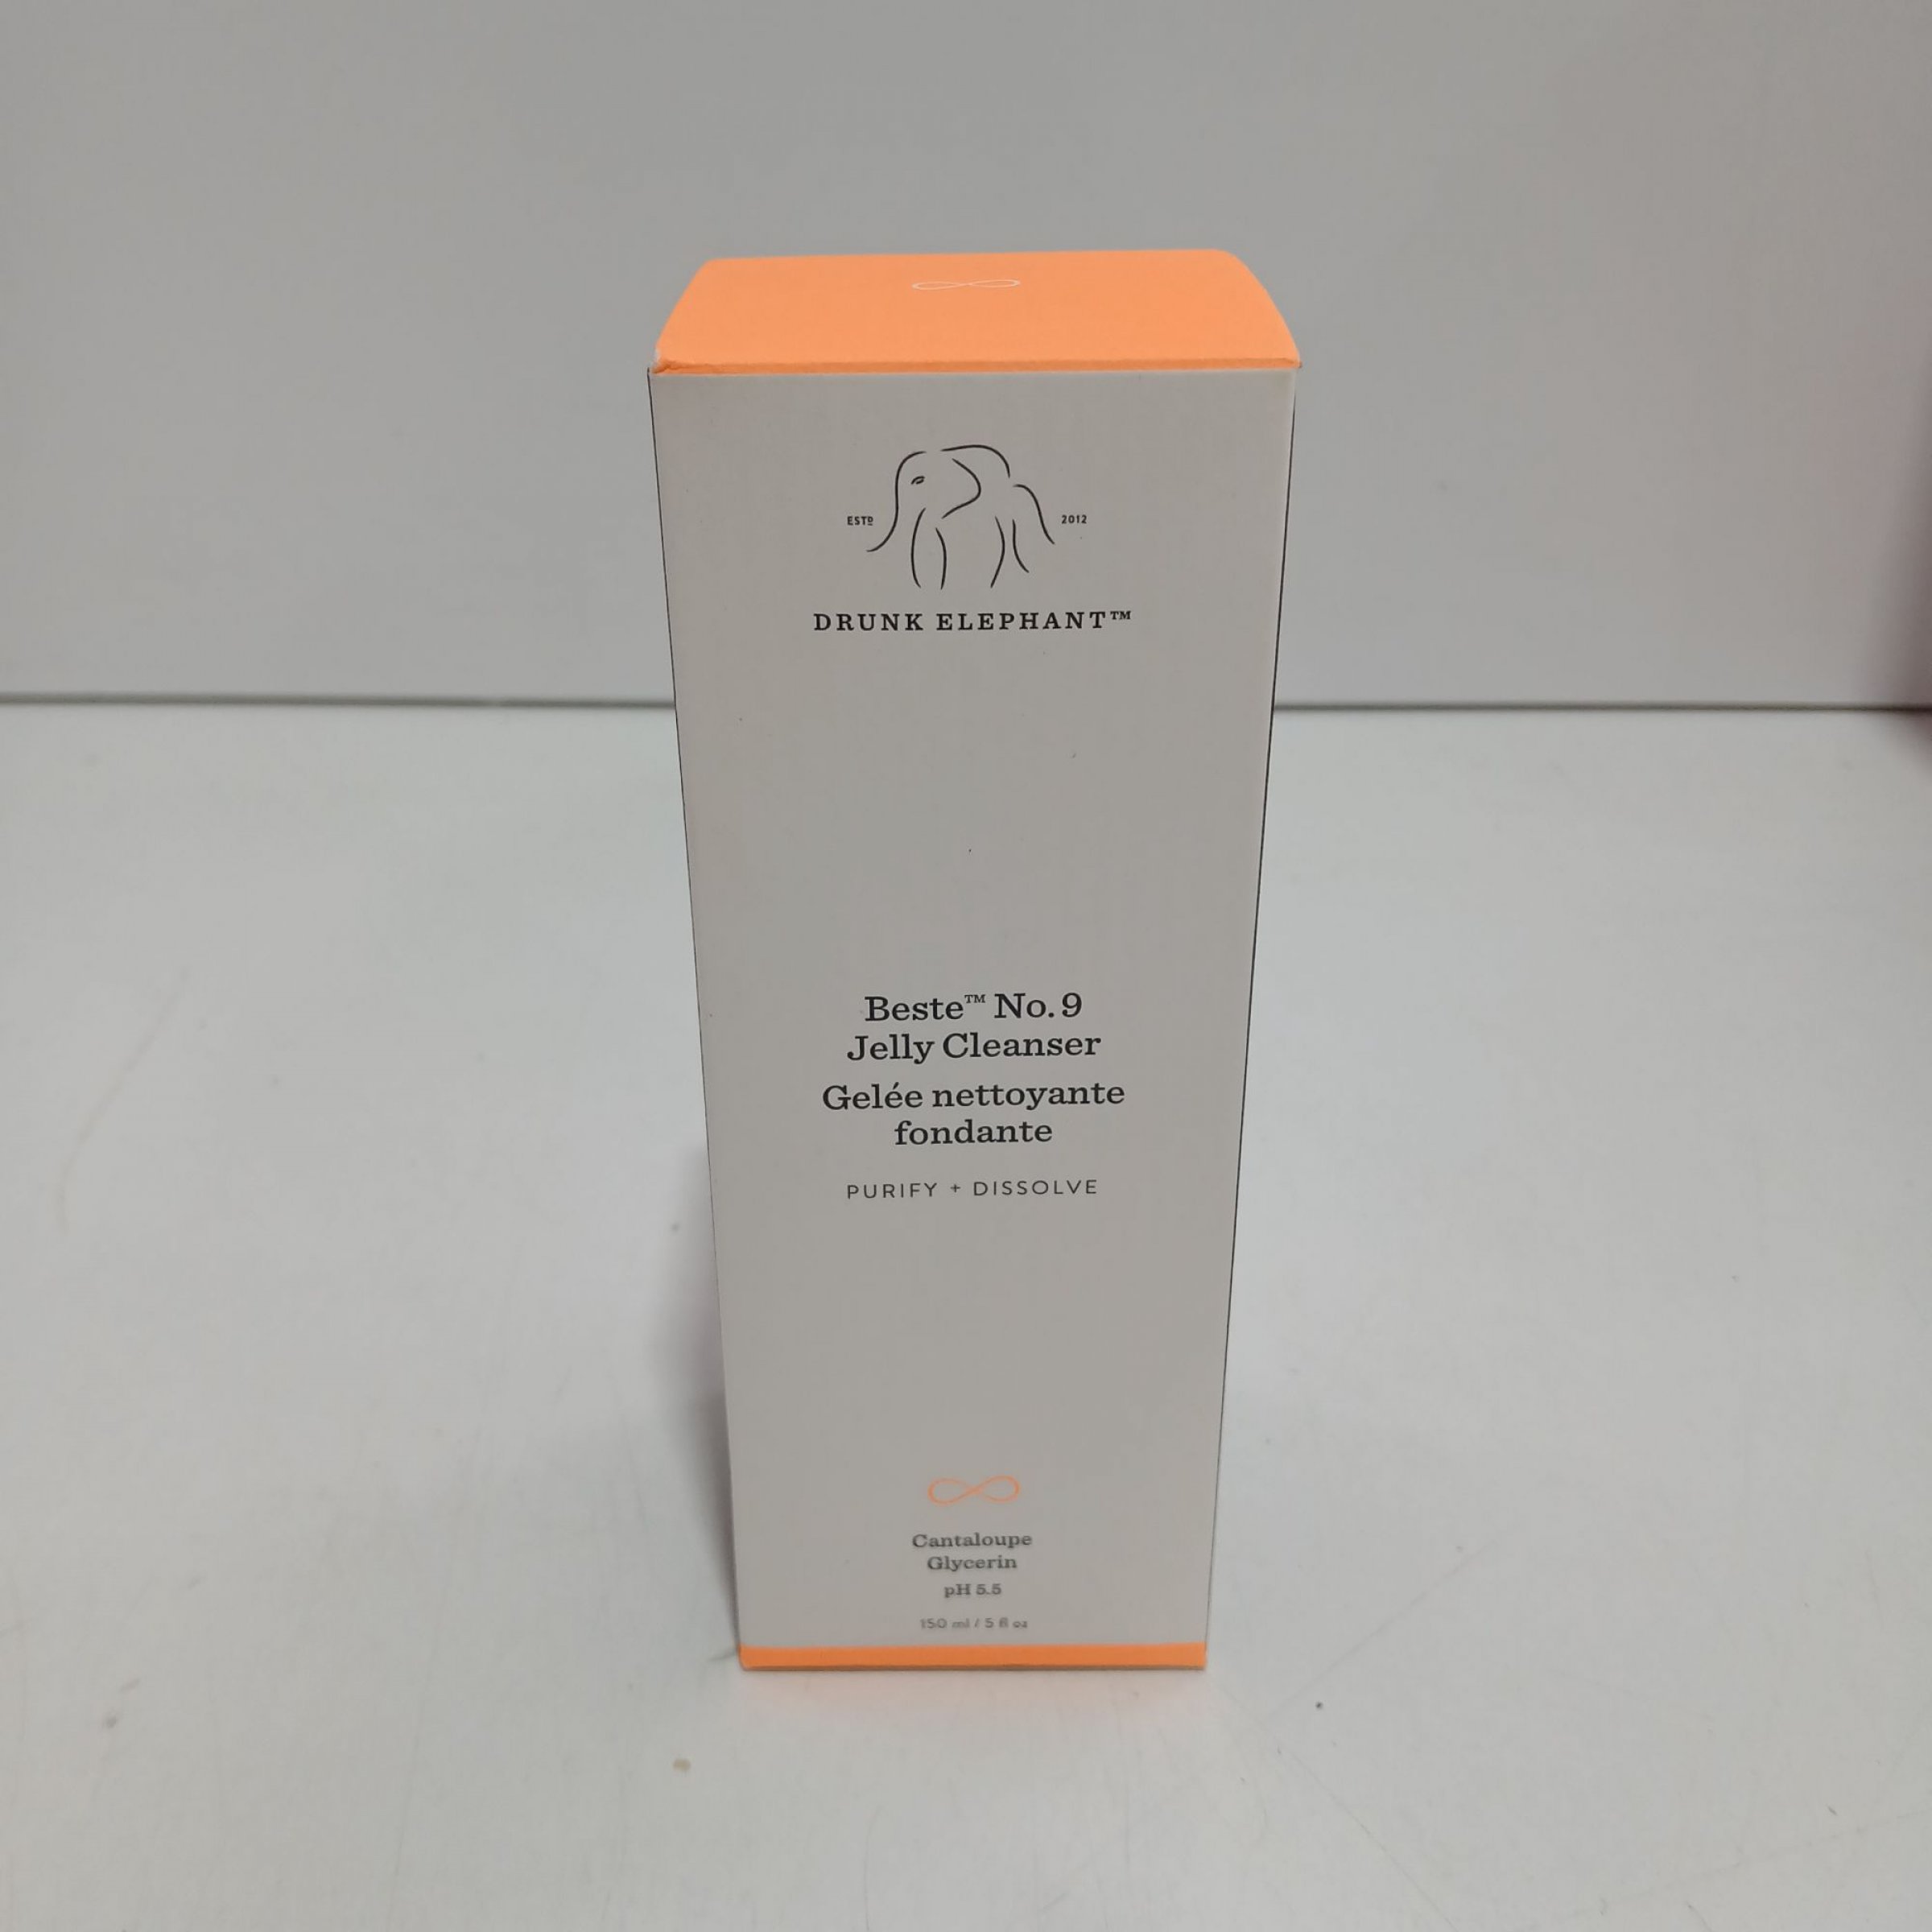 ESTD 2012
DRUNK ELEPHANT™
Beste™ No. 9
Jelly Cleanser
Gelée nettoyante
fondante
PURIFY + DISSOLVE
Cantaloupe
Glycerin
pH 5.5
150 ml / 5 fl oz